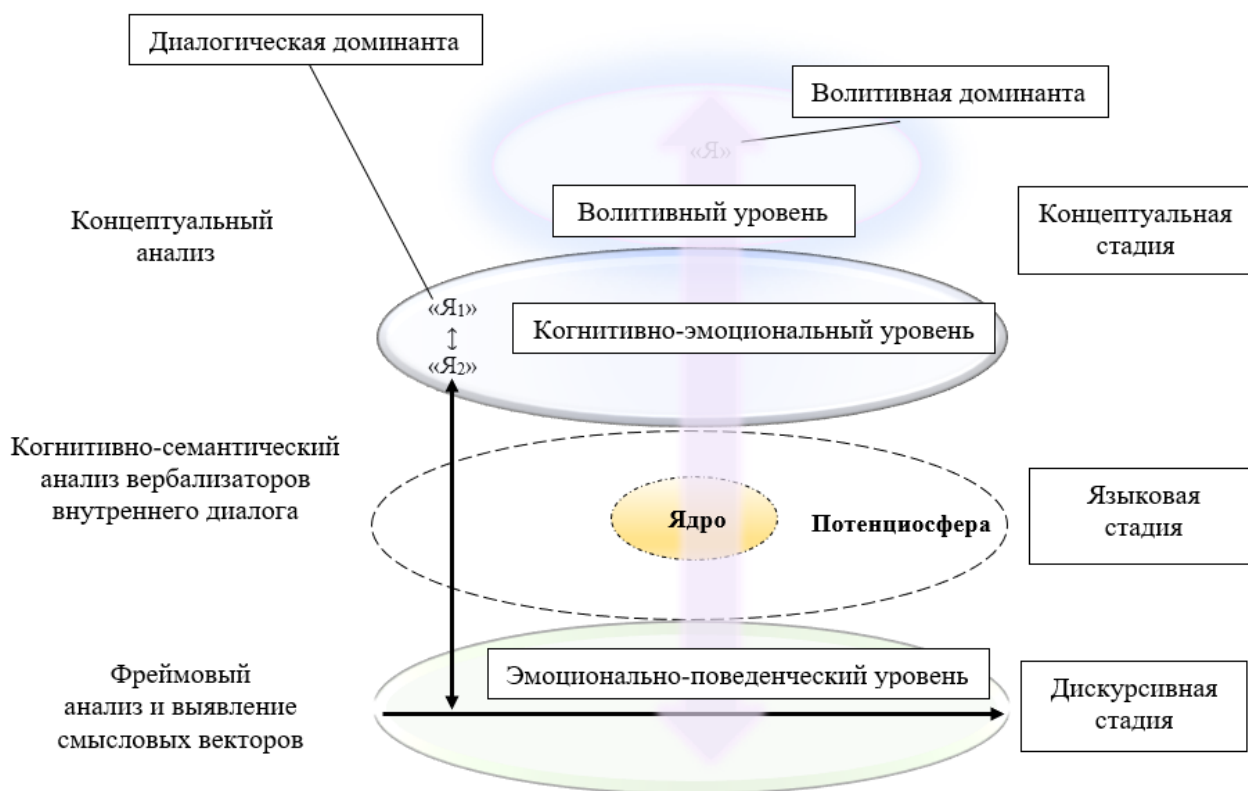 Диалогическая доминанта
Волитивная доминанта
«Я»
Волитивный уровень
Концептуальный
анализ
Концептуальная
стадия
«Я₁»
↕
«Я₂»
Когнитивно-эмоциональный уровень
Когнитивно-семантический
анализ вербализаторов
внутреннего диалога
Ядро
Потенциосфера
Языковая
стадия
Фреймовый
анализ и выявление
смысловых векторов
Эмоционально-поведенческий уровень
Дискурсивная
стадия